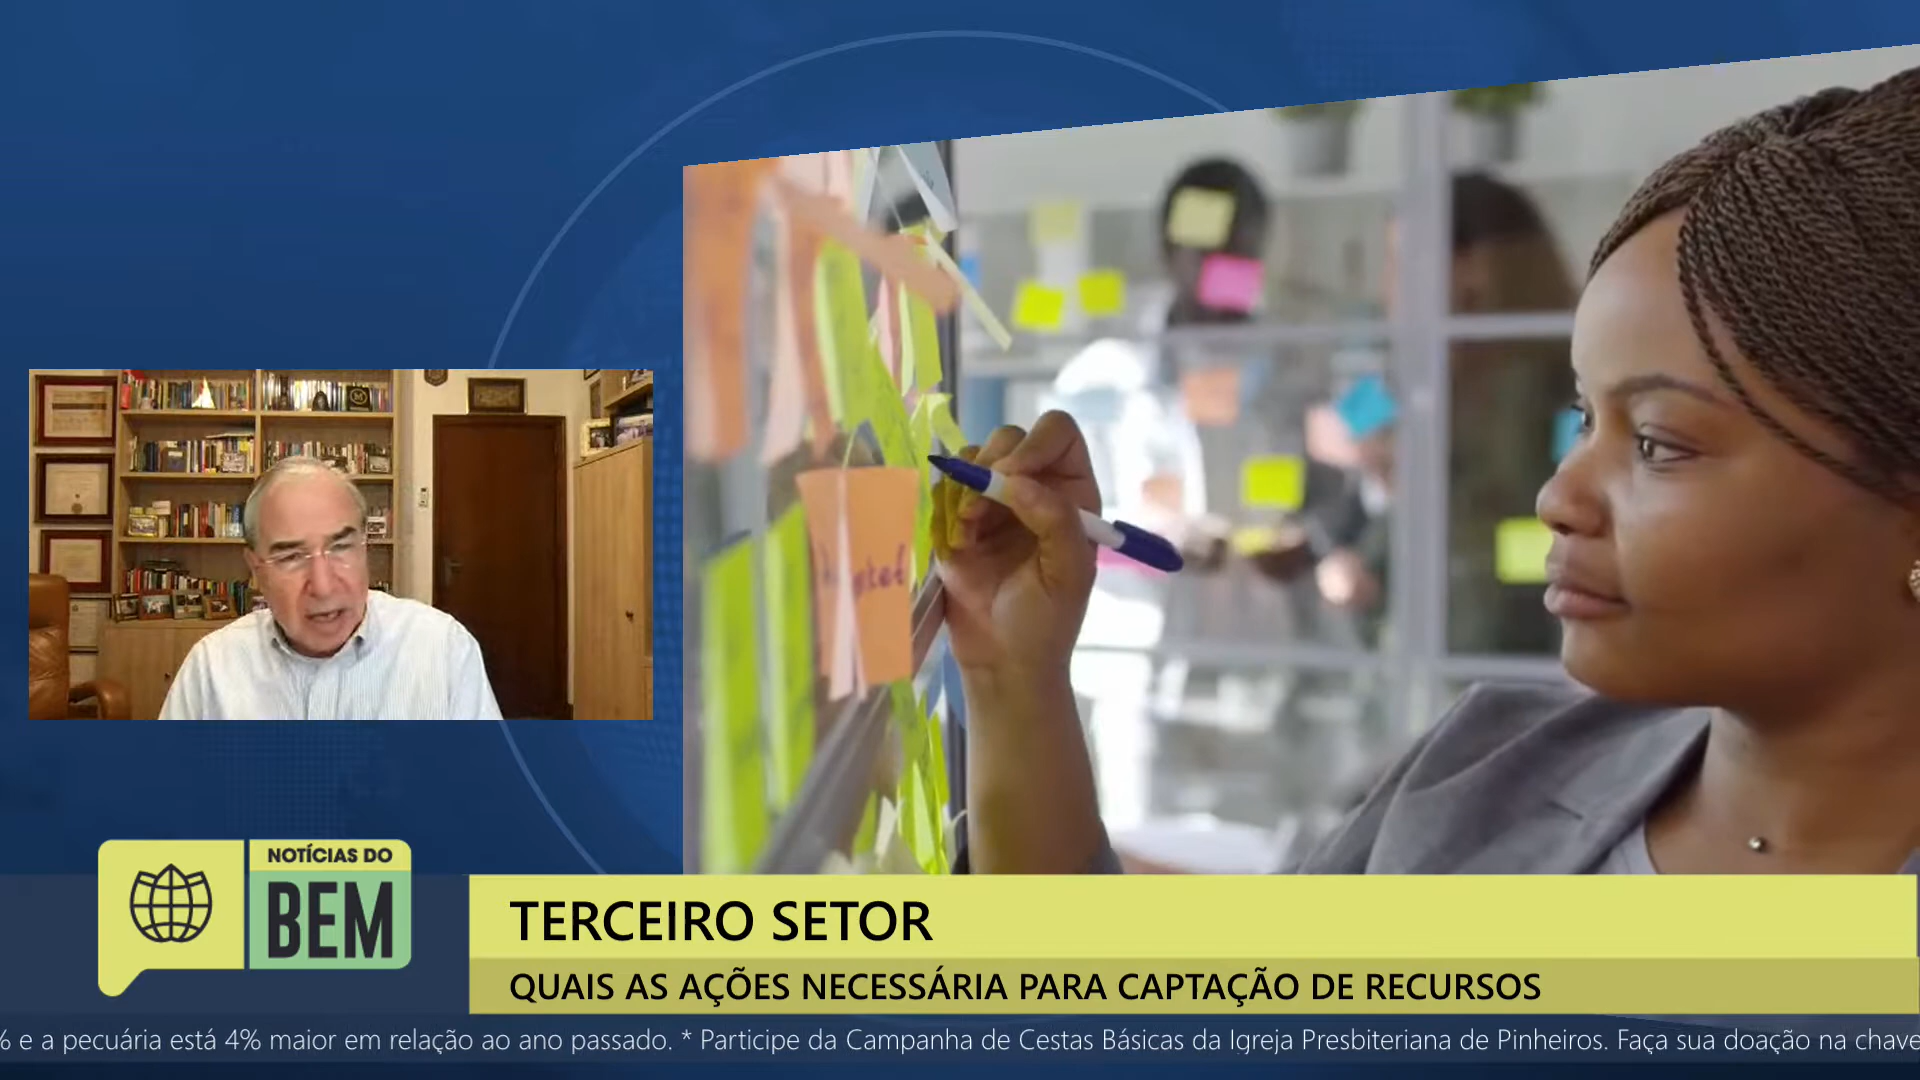 NOTÍCIAS DO
BEM
TERCEIRO SETOR
QUAIS AS AÇÕES NECESSÁRIA PARA CAPTAÇÃO DE RECURSOS
% e a pecuária está 4% maior em relação ao ano passado. * Participe da Campanha de Cestas Básicas da Igreja Presbiteriana de Pinheiros. Faça sua doação na chave